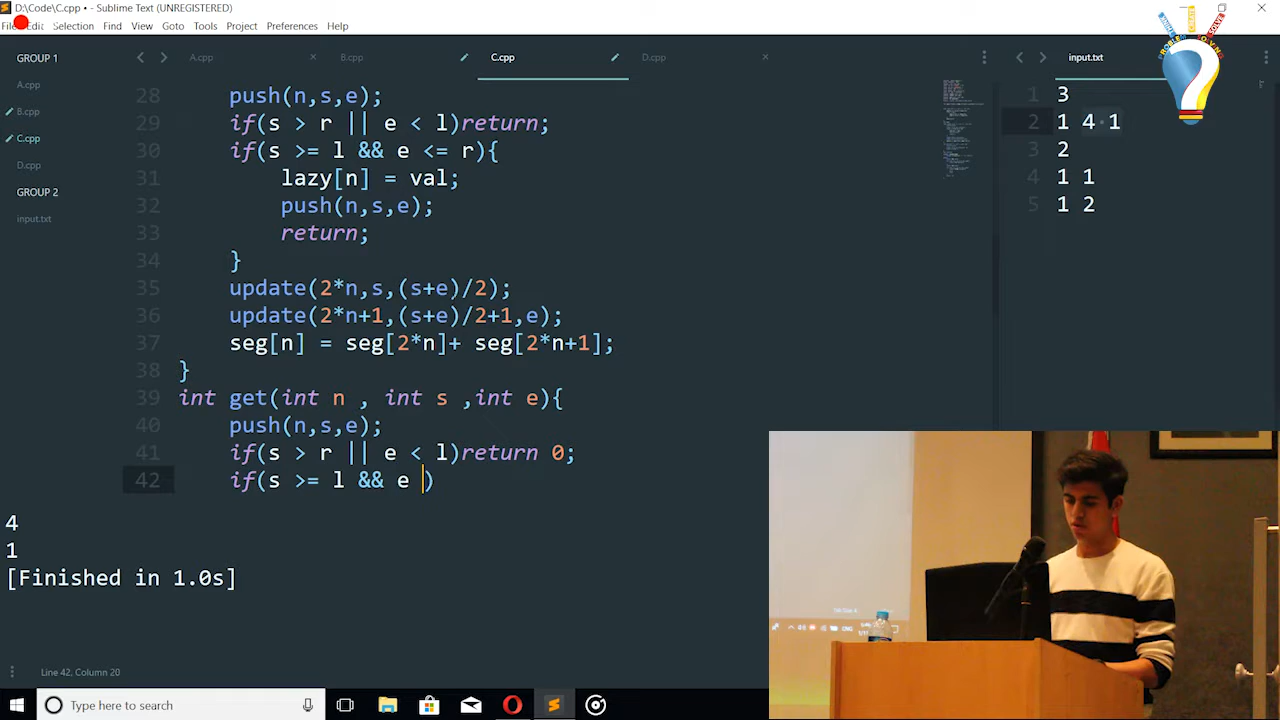 D:\Code\C.cpp • - Sublime Text (UNREGISTERED)
File Edit Selection Find View Goto Tools Project Preferences Help
GROUP 1
A.cpp
B.cpp
C.cpp
D.cpp
GROUP 2
input.txt
A.cpp B.cpp C.cpp D.cpp
28 push(n,s,e);
29 if(s > r || e < l)return;
30 if(s >= l && e <= r){
31 lazy[n] = val;
32 push(n,s,e);
33 return;
34 }
35 update(2*n,s,(s+e)/2);
36 update(2*n+1,(s+e)/2+1,e);
37 seg[n] = seg[2*n]+ seg[2*n+1];
38 }
39 int get(int n , int s ,int e){
40 push(n,s,e);
41 if(s > r || e < l)return 0;
42 if(s >= l && e )
input.txt
1 3
2 1 4 1
3 2
4 1 1
5 1 2
PROBLEM SOLVING
THINK
CREATE
SOLVE
4
1
[Finished in 1.0s]
Line 42, Column 20
Type here to search